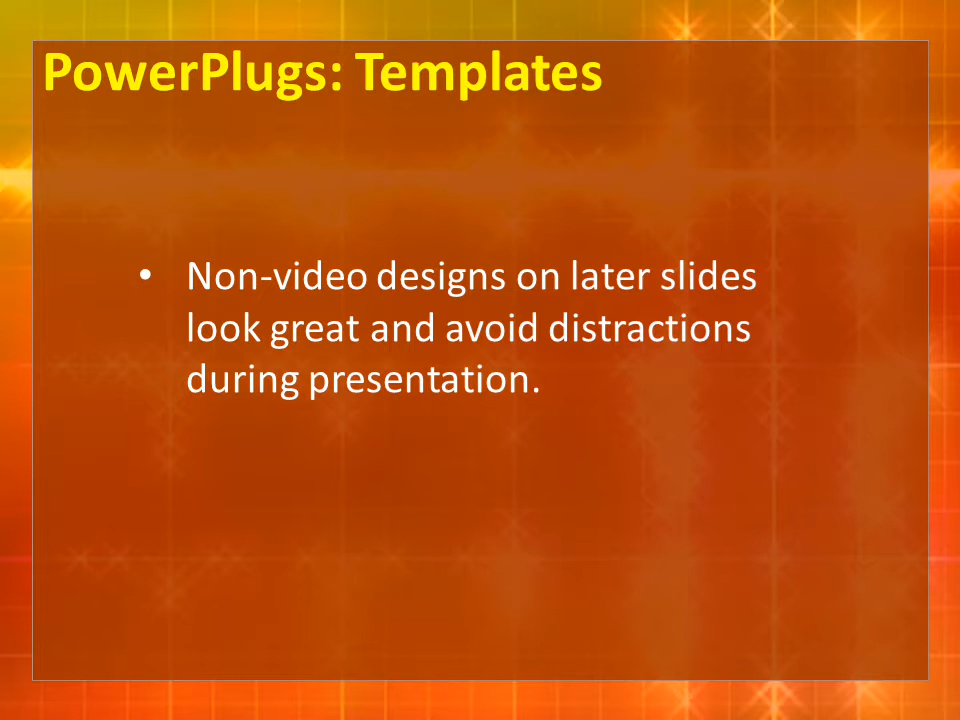 PowerPlugs: Templates
• Non-video designs on later slides
look great and avoid distractions
during presentation.